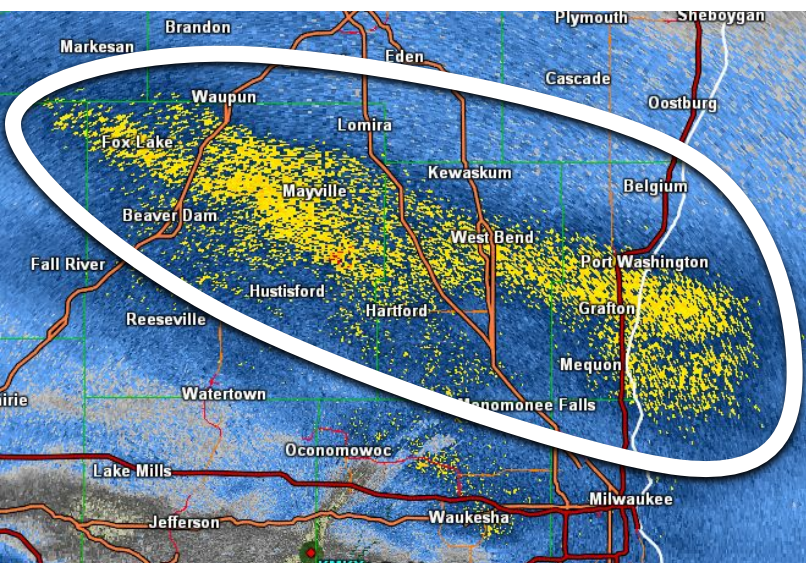 Brandon
Plymouth
Sheboygan
Markesan
Eden
Cascade
Waupun
Oostburg
Lomira
Fox Lake
Kewaskum
Mayville
Belgium
Beaver Dam
West Bend
Fall River
Port Washington
Hustisford
Hartford
Grafton
Reeseville
Mequon
Watertown
irie
Menomonee Falls
Oconomowoc
Lake Mills
Milwaukee
Jefferson
Waukesha